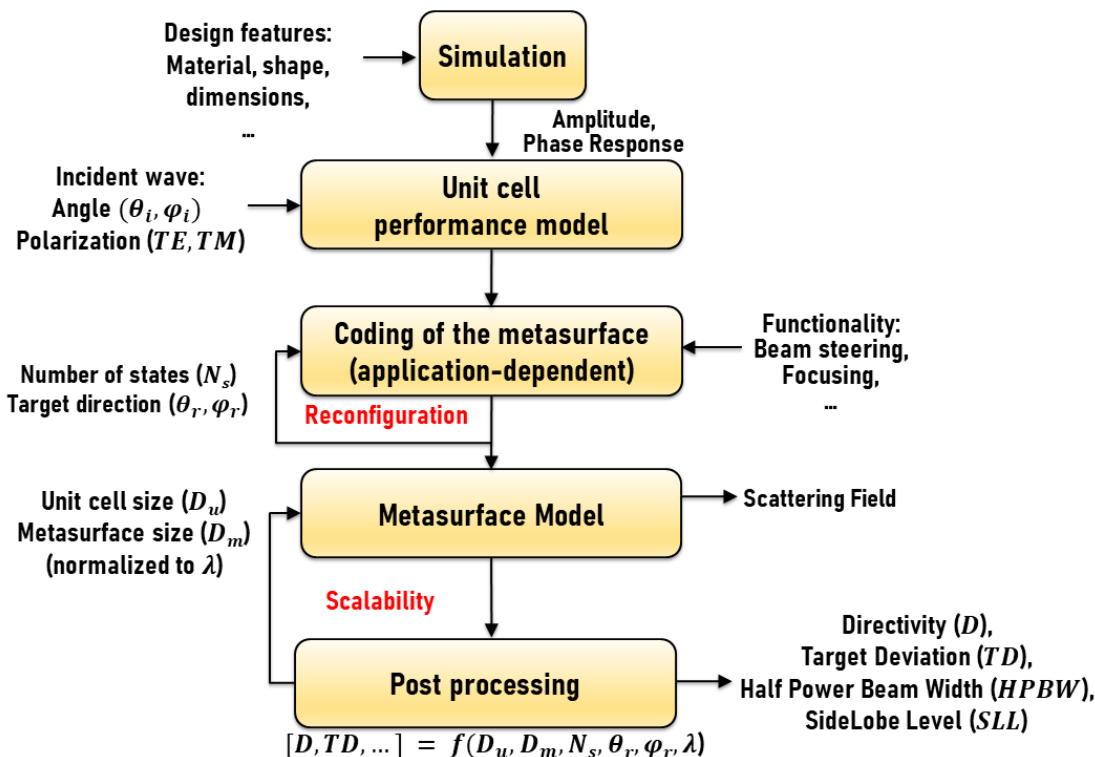 Design features:
Material, shape,
dimensions,
...
Simulation
Amplitude,
Phase Response
Incident wave:
Angle (θᵢ, φᵢ)
Polarization (TE, TM)
Unit cell
performance model
Coding of the metasurface
(application-dependent)
Functionality:
Beam steering,
Focusing,
...
Number of states (Nₛ)
Target direction (θᵣ, φᵣ)
Reconfiguration
Unit cell size (Dᵤ)
Metasurface size (Dₘ)
(normalized to λ)
Metasurface Model
Scattering Field
Scalability
Post processing
Directivity (D),
Target Deviation (TD),
Half Power Beam Width (HPBW),
SideLobe Level (SLL)
[D, TD, ...] = f(Dᵤ, Dₘ, Nₛ, θᵣ, φᵣ, λ)